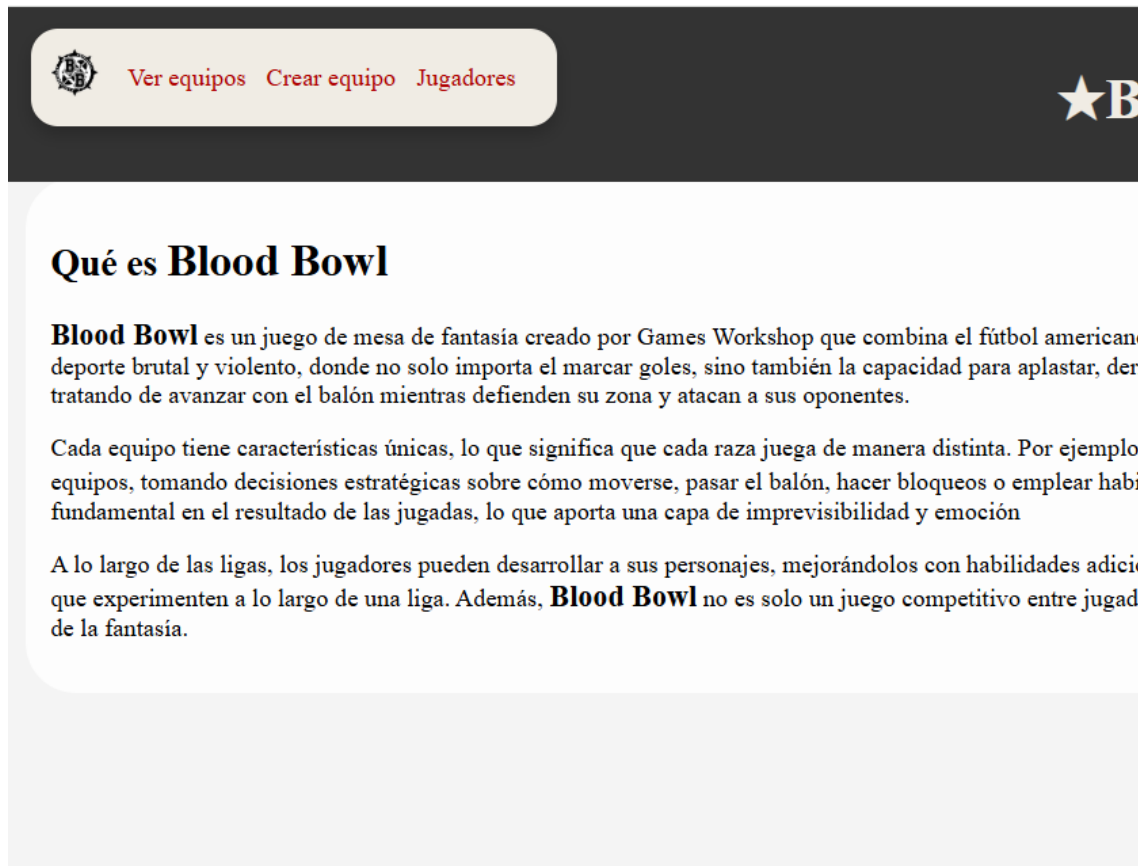 Ver equipos Crear equipo Jugadores
★B
Qué es Blood Bowl
Blood Bowl es un juego de mesa de fantasía creado por Games Workshop que combina el fútbol american
deporte brutal y violento, donde no solo importa el marcar goles, sino también la capacidad para aplastar, der
tratando de avanzar con el balón mientras defienden su zona y atacan a sus oponentes.
Cada equipo tiene características únicas, lo que significa que cada raza juega de manera distinta. Por ejemplo
equipos, tomando decisiones estratégicas sobre cómo moverse, pasar el balón, hacer bloqueos o emplear habi
fundamental en el resultado de las jugadas, lo que aporta una capa de imprevisibilidad y emoción
A lo largo de las ligas, los jugadores pueden desarrollar a sus personajes, mejorándolos con habilidades adici
que experimenten a lo largo de una liga. Además, Blood Bowl no es solo un juego competitivo entre jugad
de la fantasía.